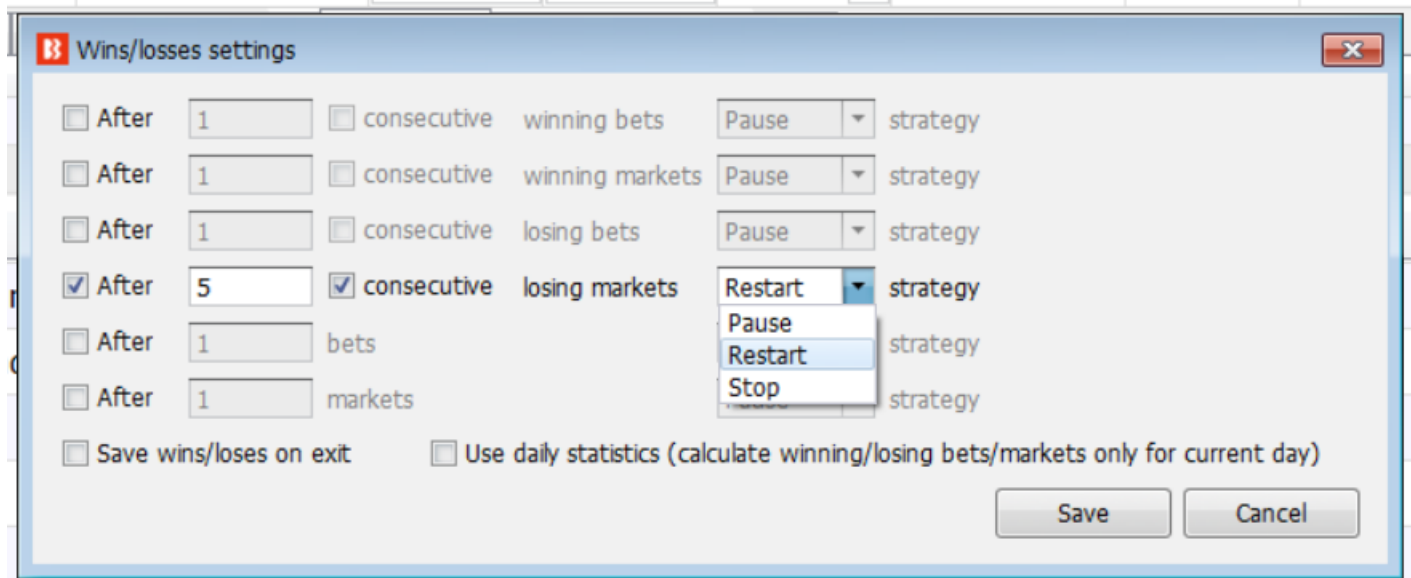 Wins/losses settings
After 1 consecutive winning bets Pause strategy
After 1 consecutive winning markets Pause strategy
After 1 consecutive losing bets Pause strategy
After 5 consecutive losing markets Restart strategy
Pause
After 1 bets strategy
Restart
Stop
After 1 markets strategy
Save wins/loses on exit Use daily statistics (calculate winning/losing bets/markets only for current day)
Save Cancel